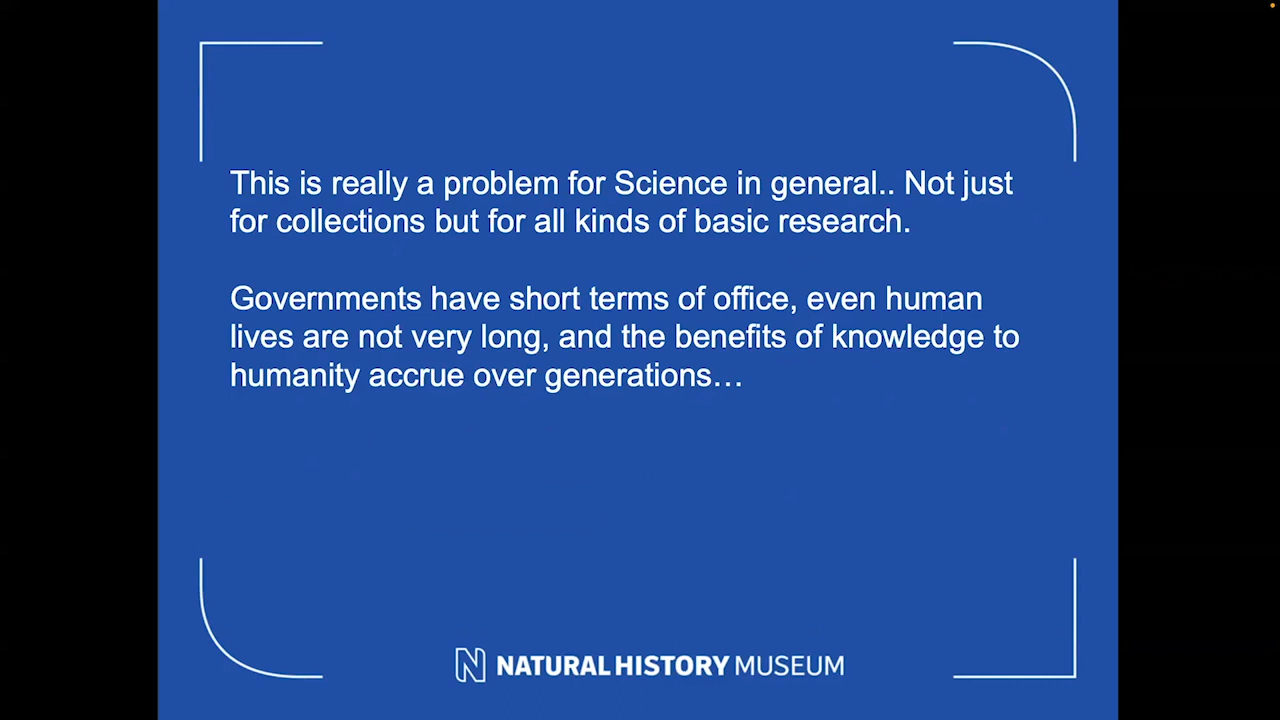 This is really a problem for Science in general.. Not just
for collections but for all kinds of basic research.
Governments have short terms of office, even human
lives are not very long, and the benefits of knowledge to
humanity accrue over generations…
N NATURAL HISTORY MUSEUM